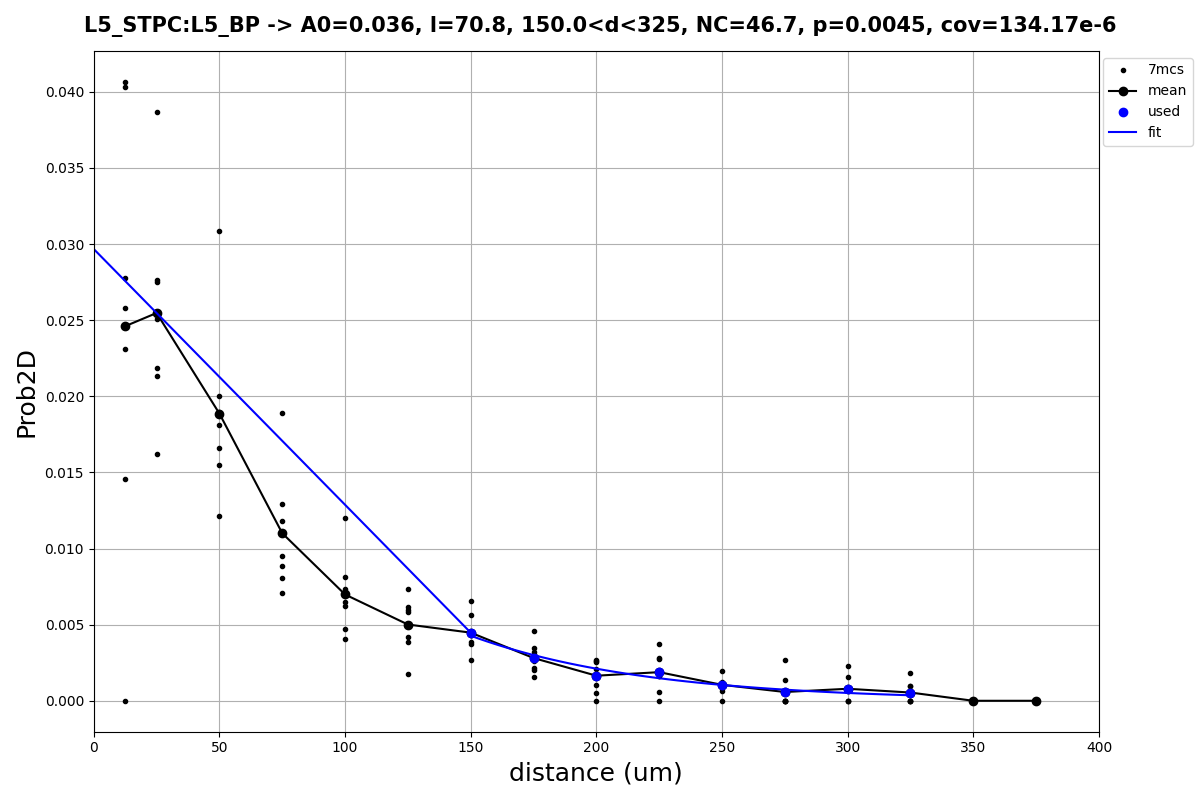 L5_STPC:L5_BP -> A0=0.036, l=70.8, 150.0<d<325, NC=46.7, p=0.0045, cov=134.17e-6
7mcs
mean
used
fit
0.040
0.035
0.030
0.025
0.020
0.015
0.010
0.005
0.000
Prob2D
0 50 100 150 200 250 300 350 400
distance (um)